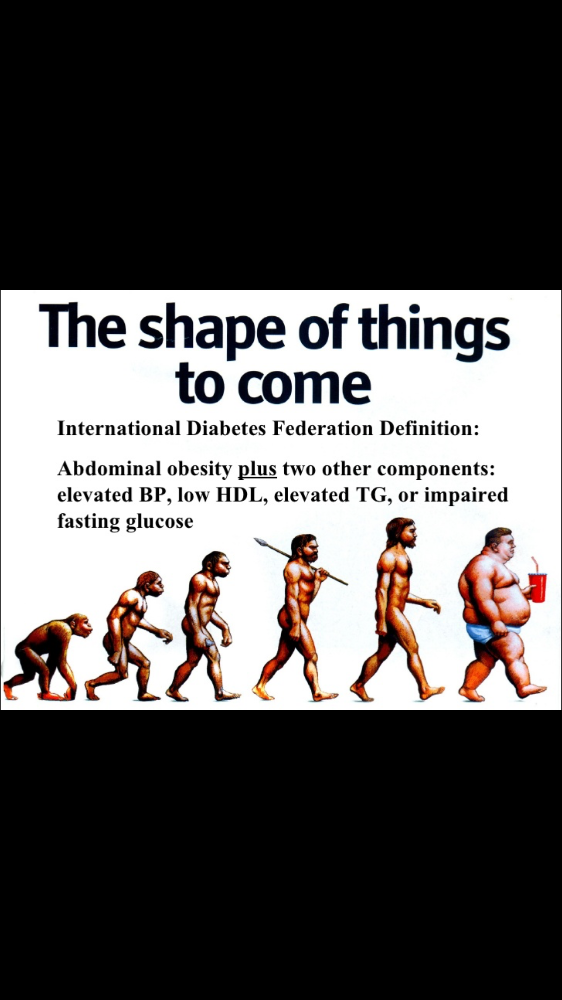 The shape of things
to come
International Diabetes Federation Definition:
Abdominal obesity plus two other components:
elevated BP, low HDL, elevated TG, or impaired
fasting glucose